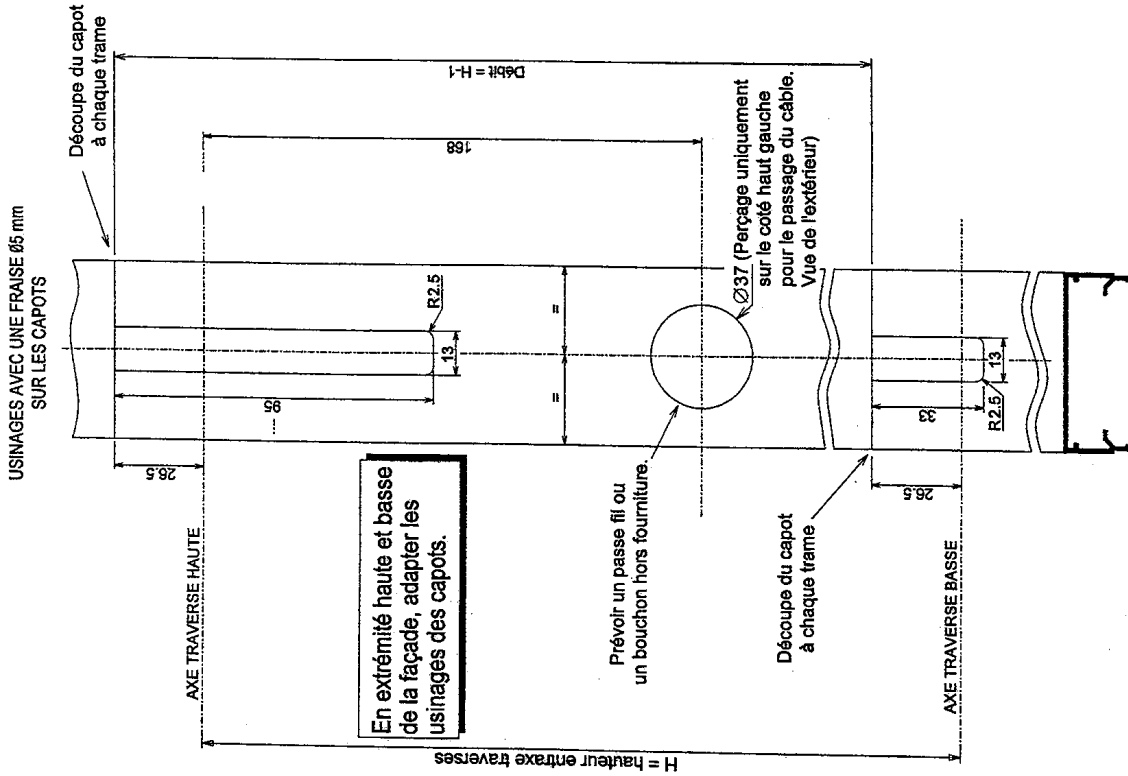 USINAGES AVEC UNE FRAISE Ø5 mm
SUR LES CAPOTS
Découpe du capot
à chaque trame
Débit = H-1
168
26.5
AXE TRAVERSE HAUTE
95
R2.5
13
En extrémité haute et basse
de la façade, adapter les
usinages des capots.
=
=
Ø37 (Perçage uniquement
sur le coté haut gauche
pour le passage du câble.
Vue de l'extérieur)
Prévoir un passe fil ou
un bouchon hors fourniture.
Découpe du capot
à chaque trame
33
13
R2.5
26.5
AXE TRAVERSE BASSE
H = hauteur entraxe traverses